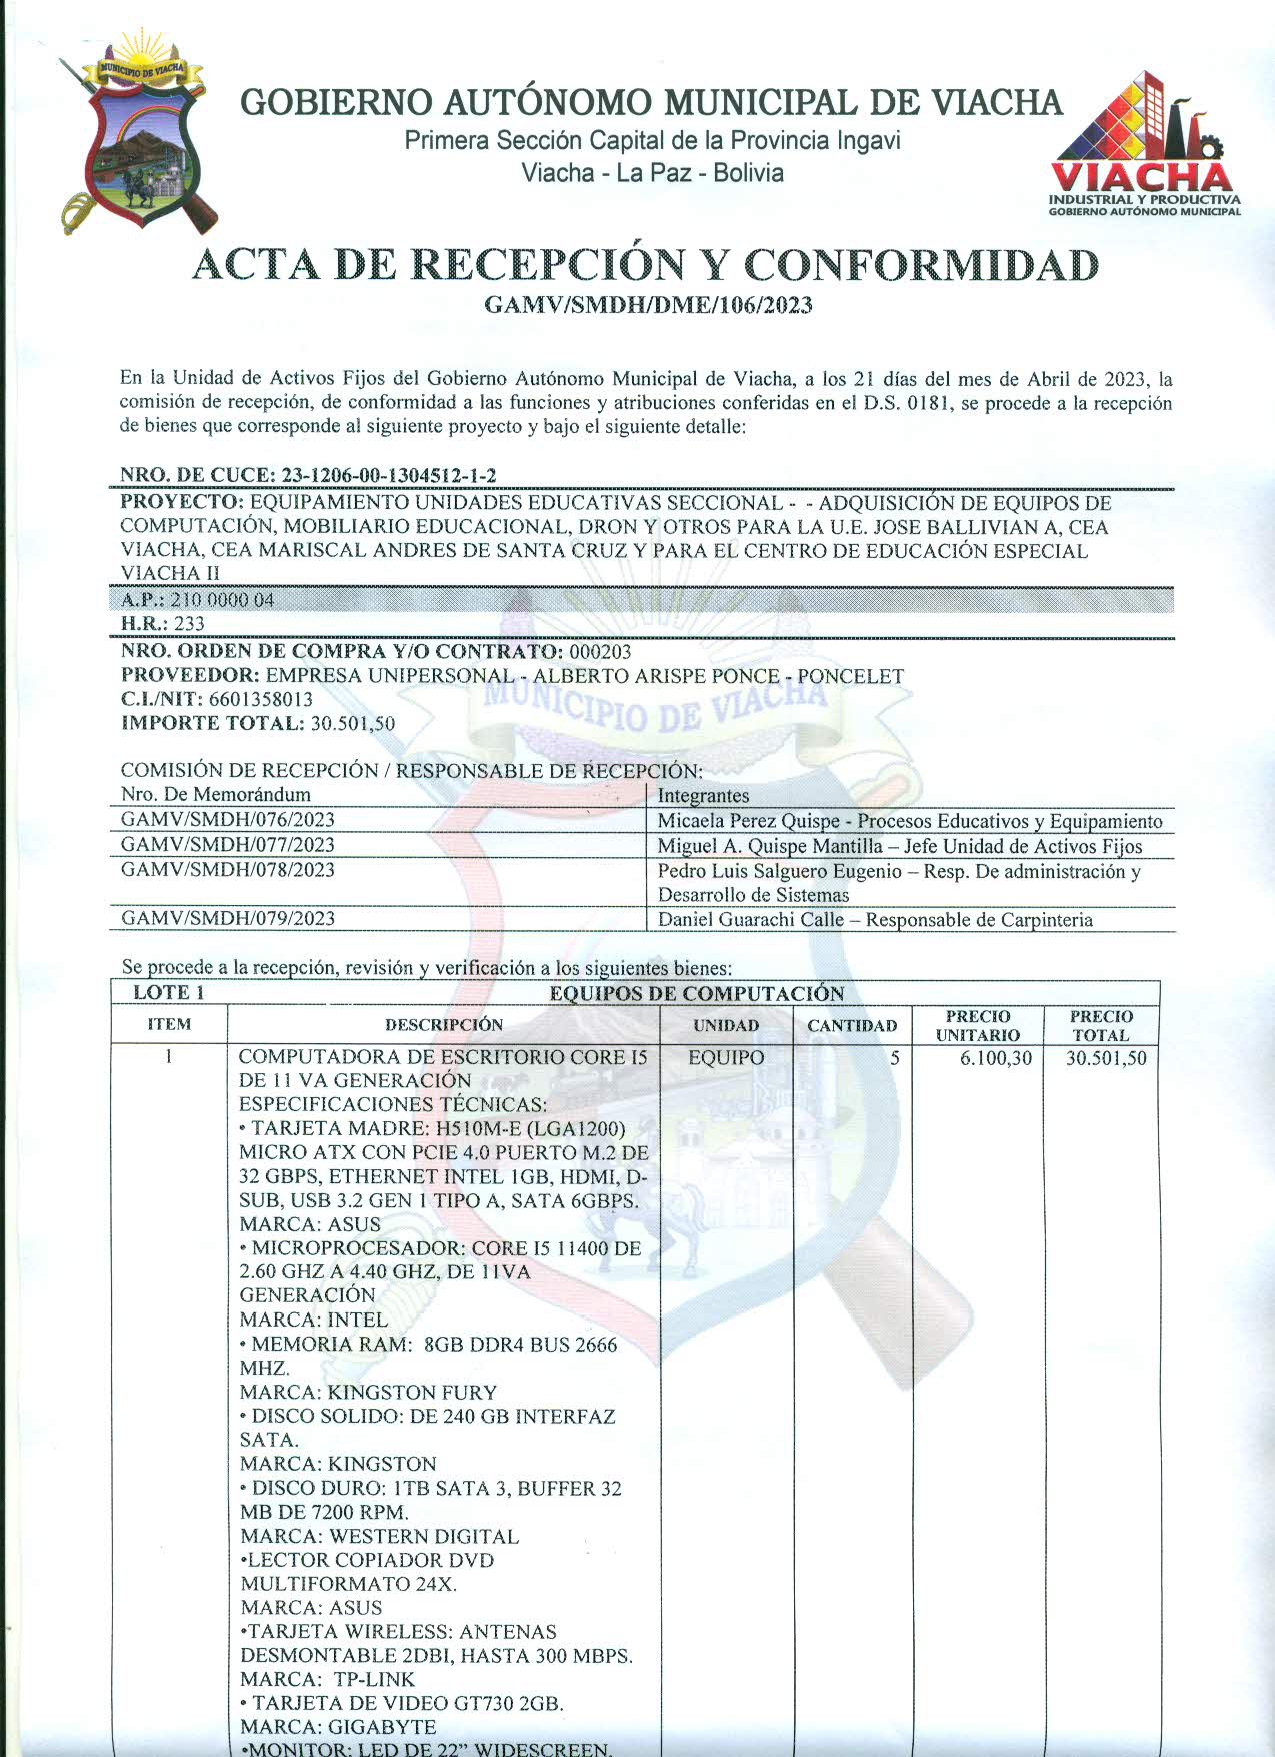 MUNICIPIO DE VIACHA
GOBIERNO AUTÓNOMO MUNICIPAL DE VIACHA
Primera Sección Capital de la Provincia Ingavi
Viacha - La Paz - Bolivia
VIACHA
INDUSTRIAL Y PRODUCTIVA
GOBIERNO AUTÓNOMO MUNICIPAL
ACTA DE RECEPCIÓN Y CONFORMIDAD
GAMV/SMDH/DME/106/2023
En la Unidad de Activos Fijos del Gobierno Autónomo Municipal de Viacha, a los 21 días del mes de Abril de 2023, la
comisión de recepción, de conformidad a las funciones y atribuciones conferidas en el D.S. 0181, se procede a la recepción
de bienes que corresponde al siguiente proyecto y bajo el siguiente detalle:
NRO. DE CUCE: 23-1206-00-1304512-1-2
PROYECTO: EQUIPAMIENTO UNIDADES EDUCATIVAS SECCIONAL - - ADQUISICIÓN DE EQUIPOS DE
COMPUTACIÓN, MOBILIARIO EDUCACIONAL, DRON Y OTROS PARA LA U.E. JOSE BALLIVIAN A, CEA
VIACHA, CEA MARISCAL ANDRES DE SANTA CRUZ Y PARA EL CENTRO DE EDUCACIÓN ESPECIAL
VIACHA II
A.P.: 210 0000 04
H.R.: 233
NRO. ORDEN DE COMPRA Y/O CONTRATO: 000203
PROVEEDOR: EMPRESA UNIPERSONAL - ALBERTO ARISPE PONCE - PONCELET
C.I./NIT: 6601358013
IMPORTE TOTAL: 30.501,50
MUNICIPIO DE VIACHA
COMISIÓN DE RECEPCIÓN / RESPONSABLE DE RECEPCIÓN:
Nro. De Memorándum Integrantes
GAMV/SMDH/076/2023 Micaela Perez Quispe - Procesos Educativos y Equipamiento
GAMV/SMDH/077/2023 Miguel A. Quispe Mantilla – Jefe Unidad de Activos Fijos
GAMV/SMDH/078/2023 Pedro Luis Salguero Eugenio – Resp. De administración y
Desarrollo de Sistemas
GAMV/SMDH/079/2023 Daniel Guarachi Calle – Responsable de Carpinteria
Se procede a la recepción, revisión y verificación a los siguientes bienes:
LOTE 1 EQUIPOS DE COMPUTACIÓN
ITEM DESCRIPCIÓN UNIDAD CANTIDAD PRECIO UNITARIO PRECIO TOTAL
1 COMPUTADORA DE ESCRITORIO CORE I5 EQUIPO 5 6.100,30 30.501,50
DE 11 VA GENERACIÓN
ESPECIFICACIONES TÉCNICAS:
• TARJETA MADRE: H510M-E (LGA1200)
MICRO ATX CON PCIE 4.0 PUERTO M.2 DE
32 GBPS, ETHERNET INTEL 1GB, HDMI, D-
SUB, USB 3.2 GEN 1 TIPO A, SATA 6GBPS.
MARCA: ASUS
• MICROPROCESADOR: CORE I5 11400 DE
2.60 GHZ A 4.40 GHZ, DE 11VA
GENERACIÓN
MARCA: INTEL
• MEMORIA RAM: 8GB DDR4 BUS 2666
MHZ.
MARCA: KINGSTON FURY
• DISCO SOLIDO: DE 240 GB INTERFAZ
SATA.
MARCA: KINGSTON
• DISCO DURO: 1TB SATA 3, BUFFER 32
MB DE 7200 RPM.
MARCA: WESTERN DIGITAL
•LECTOR COPIADOR DVD
MULTIFORMATO 24X.
MARCA: ASUS
•TARJETA WIRELESS: ANTENAS
DESMONTABLE 2DBI, HASTA 300 MBPS.
MARCA: TP-LINK
• TARJETA DE VIDEO GT730 2GB.
MARCA: GIGABYTE
•MONITOR: LED DE 22” WIDESCREEN,